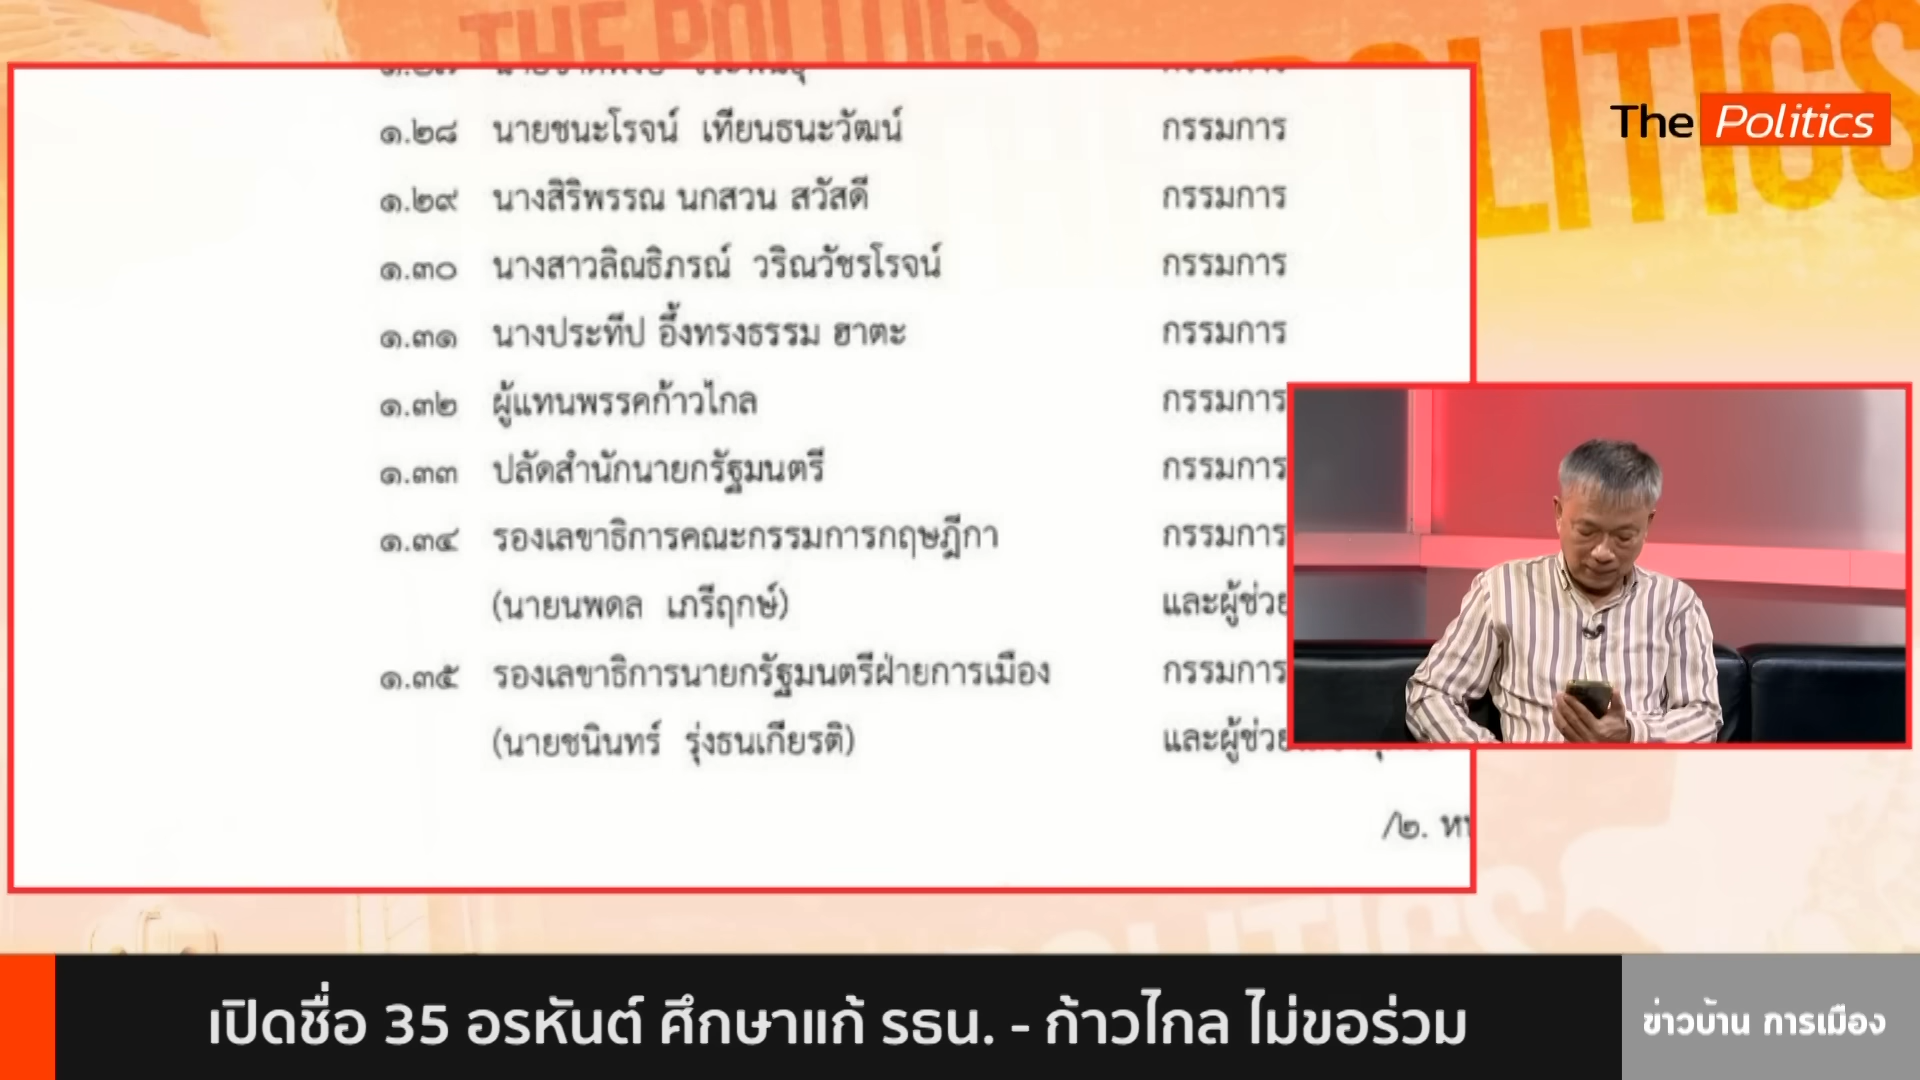 THE POLITICS
POLITICS
The Politics
๑.๒๘ นายชนะโรจน์ เทียนธนะวัฒน์ กรรมการ
๑.๒๙ นางสิริพรรณ นกสวน สวัสดี กรรมการ
๑.๓๐ นางสาวลิณธิภรณ์ วริณวัชรโรจน์ กรรมการ
๑.๓๑ นางประทีป อึ้งทรงธรรม ฮาตะ กรรมการ
๑.๓๒ ผู้แทนพรรคก้าวไกล กรรมการ
๑.๓๓ ปลัดสำนักนายกรัฐมนตรี กรรมการ
๑.๓๔ รองเลขาธิการคณะกรรมการกฤษฎีกา กรรมการ
(นายนพดล เภรีฤกษ์) และผู้ช่วย
๑.๓๕ รองเลขาธิการนายกรัฐมนตรีฝ่ายการเมือง กรรมการ
(นายชนินทร์ รุ่งธนเกียรติ) และผู้ช่วย
/๒.
เปิดชื่อ 35 อรหันต์ ศึกษาแก้ รธน. - ก้าวไกล ไม่ขอร่วม
ข่าวบ้าน การเมือง